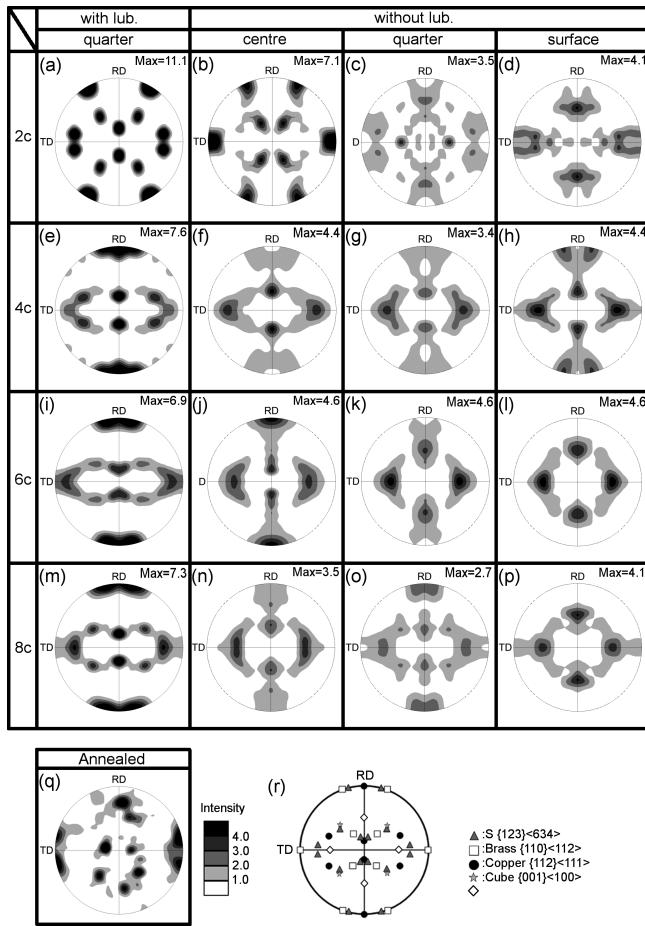 with lub. without lub.
quarter centre quarter surface
(a) Max=11.1 (b) Max=7.1 (c) Max=3.5 (d) Max=4.1
RD RD RD RD
2c TD TD D TD
(e) Max=7.6 (f) Max=4.4 (g) Max=3.4 (h) Max=4.4
RD RD RD RD
4c TD TD TD TD
(i) Max=6.9 (j) Max=4.6 (k) Max=4.6 (l) Max=4.6
RD RD RD RD
6c TD D TD TD
(m) Max=7.3 (n) Max=3.5 (o) Max=2.7 (p) Max=4.1
RD RD RD RD
8c TD TD TD TD
Annealed
(q) RD (r) RD
Intensity
4.0
3.0
2.0
1.0
TD TD
:S {123}<634>
:Brass {110}<112>
:Copper {112}<111>
:Cube {001}<100>